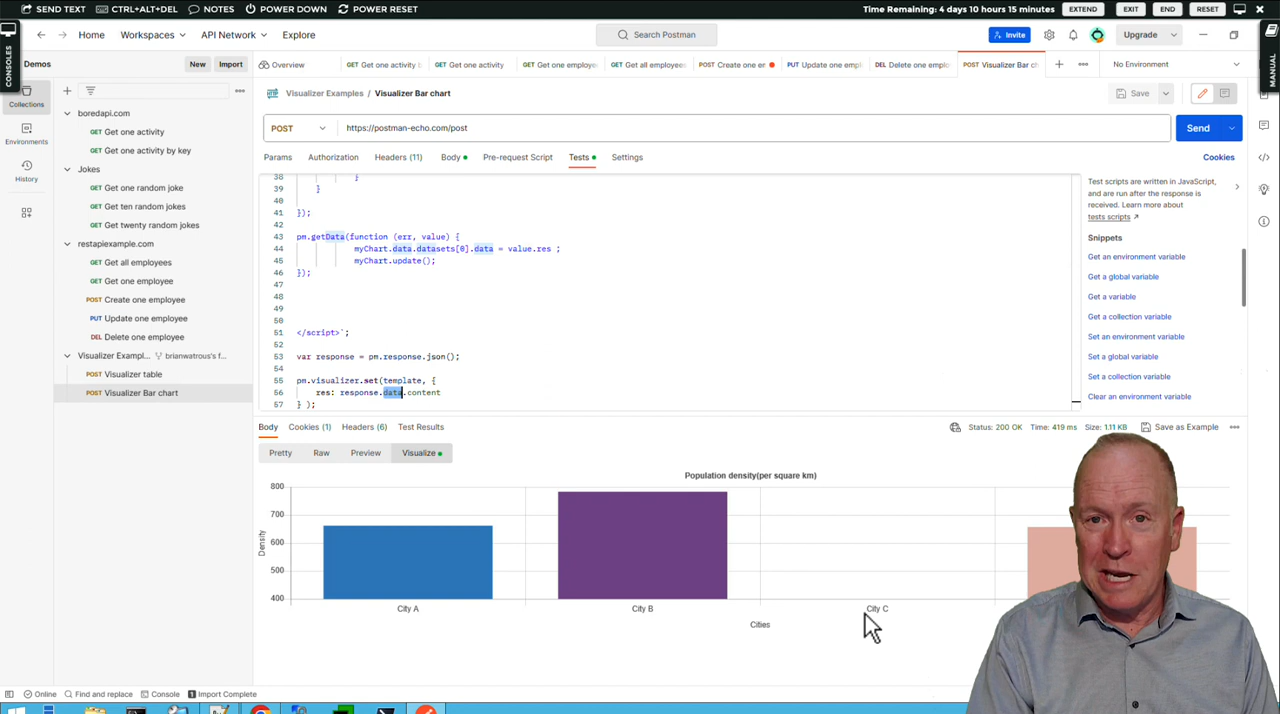 SEND TEXT CTRL+ALT+DEL NOTES POWER DOWN POWER RESET Time Remaining: 4 days 10 hours 15 minutes EXTEND EXIT END RESET
CONSOLES
MANUAL
Home Workspaces API Network Explore Search Postman Invite Upgrade
Demos New Import
Overview GET Get one activity GET Get one activity GET Get one employe GET Get all employees POST Create one er PUT Update one empl DEL Delete one emplo POST Visualizer Bar ch No Environment
Collections
Environments
History
boredapi.com
GET Get one activity
GET Get one activity by key
Jokes
GET Get one random joke
GET Get ten random jokes
GET Get twenty random jokes
restapiexample.com
GET Get all employees
GET Get one employee
POST Create one employee
PUT Update one employee
DEL Delete one employee
Visualizer Exampl... brianwatrous's f...
POST Visualizer table
POST Visualizer Bar chart
Visualizer Examples / Visualizer Bar chart Save
POST https://postman-echo.com/post Send
Params Authorization Headers (11) Body Pre-request Script Tests Settings Cookies
38 }
39 }
40
41 });
42
43 pm.getData(function (err, value) {
44 myChart.data.datasets[0].data = value.res ;
45 myChart.update();
46 });
47
48
49
50
51 </script>`;
52
53 var response = pm.response.json();
54
55 pm.visualizer.set(template, {
56 res: response.data.content
57 } );
Test scripts are written in JavaScript,
and are run after the response is
received. Learn more about
tests scripts
Snippets
Get an environment variable
Get a global variable
Get a variable
Get a collection variable
Set an environment variable
Set a global variable
Set a collection variable
Clear an environment variable
Body Cookies (1) Headers (6) Test Results Status: 200 OK Time: 419 ms Size: 1.11 KB Save as Example
Pretty Raw Preview Visualize
Population density(per square km)
800
700
600
500
400
Density
City A City B City C
Cities
Online Find and replace Console 1 Import Complete